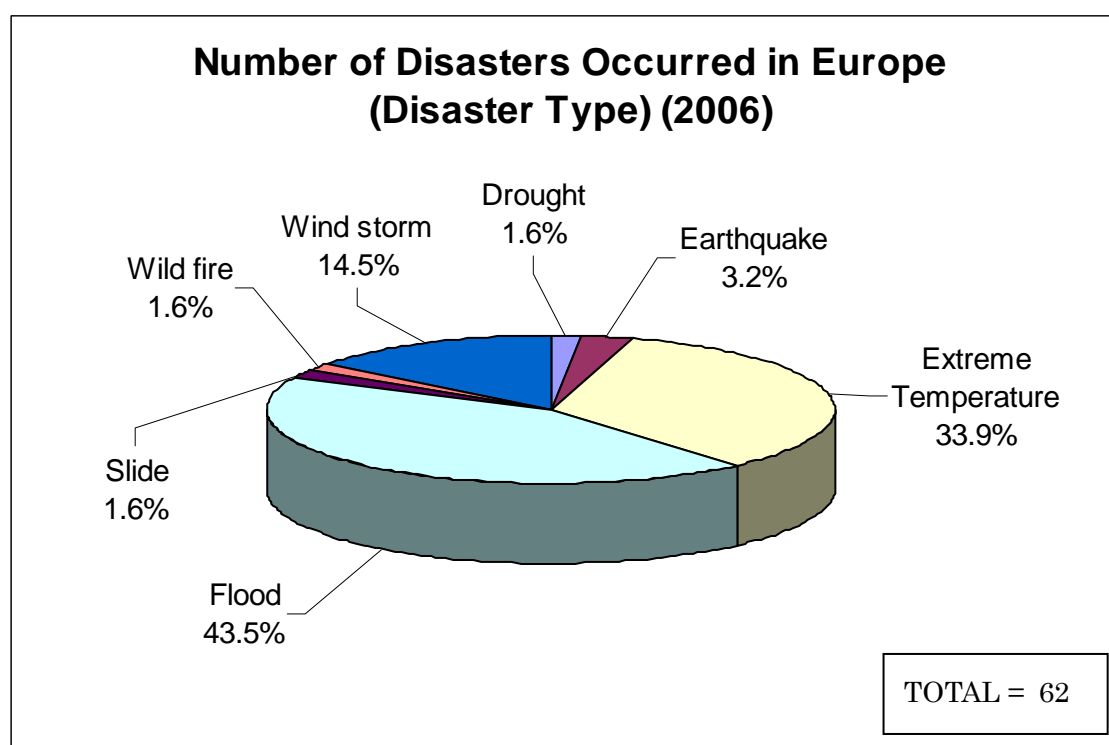 Number of Disasters Occurred in Europe
(Disaster Type) (2006)
Drought
1.6%
Earthquake
3.2%
Extreme
Temperature
33.9%
Flood
43.5%
Slide
1.6%
Wild fire
1.6%
Wind storm
14.5%
TOTAL = 62